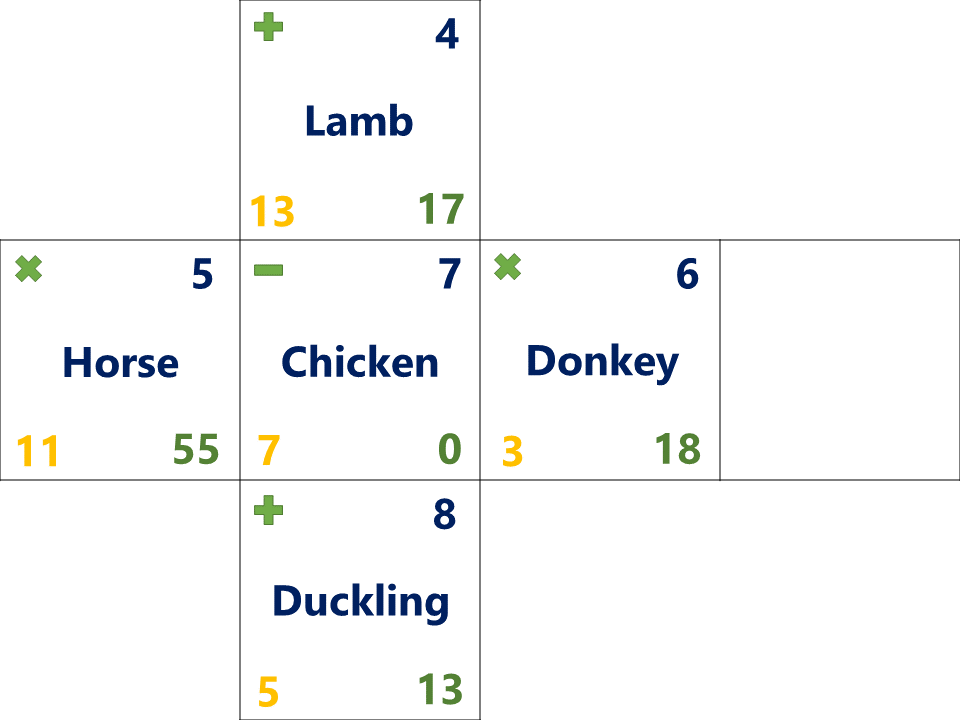 + 4
Lamb
13 17
× 5
Horse
11 55
− 7
Chicken
7 0
× 6
Donkey
3 18
+ 8
Duckling
5 13